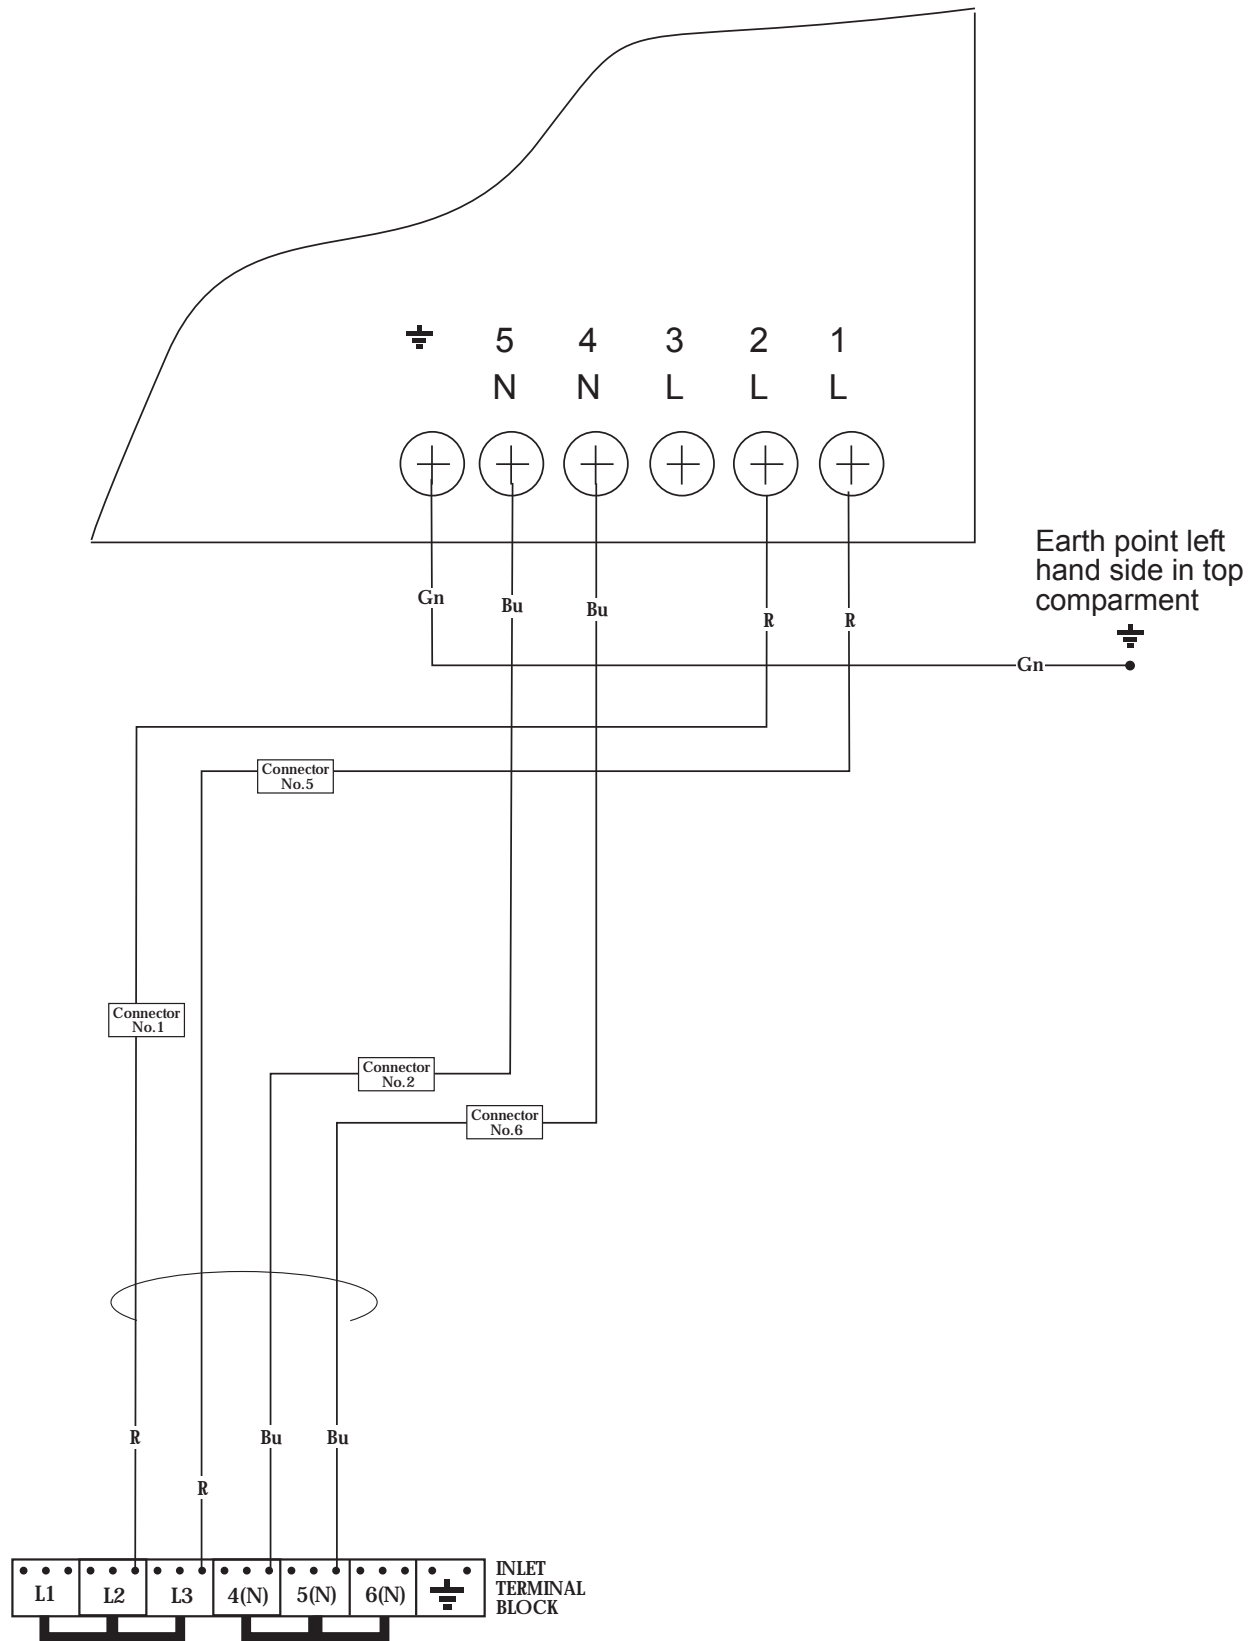 5 4 3 2 1
N N L L L
Earth point left
hand side in top
comparment
Gn Bu Bu R R
Gn
Connector
No.5
Connector
No.1
Connector
No.2
Connector
No.6
R Bu Bu
R
L1 L2 L3 4(N) 5(N) 6(N)
INLET
TERMINAL
BLOCK